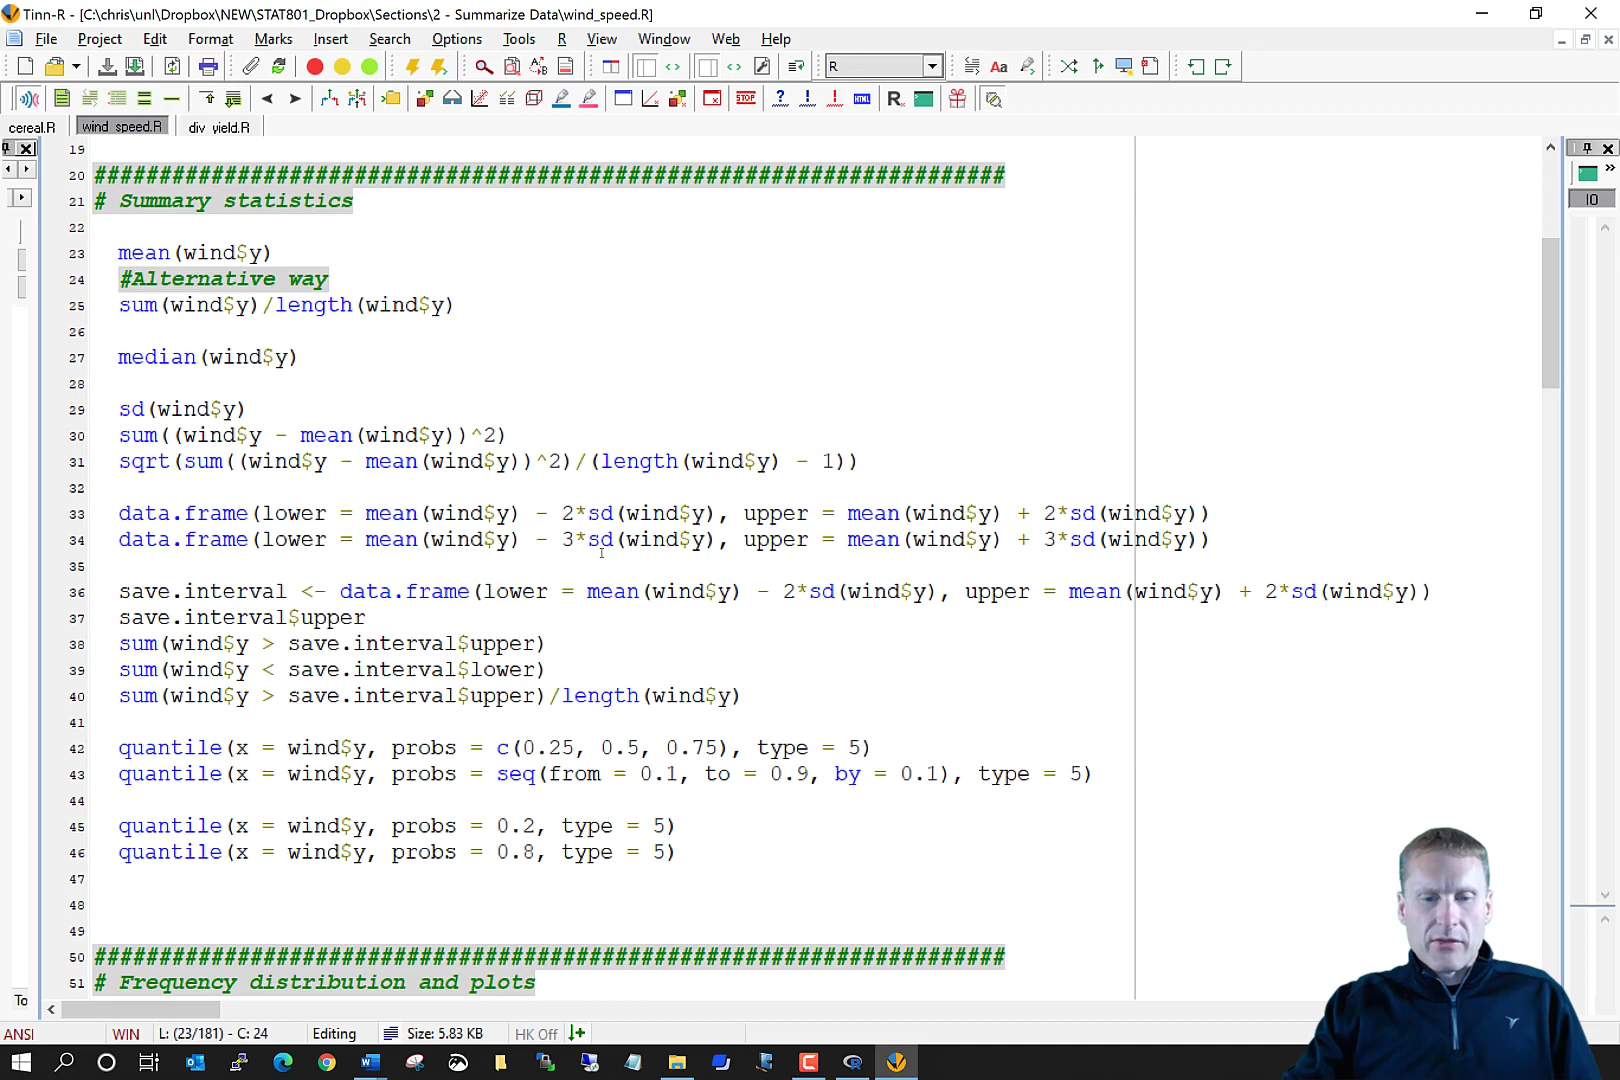 Tinn-R - [C:\chris\unl\Dropbox\NEW\STAT801_Dropbox\Sections\2 - Summarize Data\wind_speed.R]
File Project Edit Format Marks Insert Search Options Tools R View Window Web Help
R
cereal.R wind_speed.R div_yield.R
19
20 ######################################################################
21 # Summary statistics
22
23 mean(wind$y)
24 #Alternative way
25 sum(wind$y)/length(wind$y)
26
27 median(wind$y)
28
29 sd(wind$y)
30 sum((wind$y - mean(wind$y))^2)
31 sqrt(sum((wind$y - mean(wind$y))^2)/(length(wind$y) - 1))
32
33 data.frame(lower = mean(wind$y) - 2*sd(wind$y), upper = mean(wind$y) + 2*sd(wind$y))
34 data.frame(lower = mean(wind$y) - 3*sd(wind$y), upper = mean(wind$y) + 3*sd(wind$y))
35
36 save.interval <- data.frame(lower = mean(wind$y) - 2*sd(wind$y), upper = mean(wind$y) + 2*sd(wind$y))
37 save.interval$upper
38 sum(wind$y > save.interval$upper)
39 sum(wind$y < save.interval$lower)
40 sum(wind$y > save.interval$upper)/length(wind$y)
41
42 quantile(x = wind$y, probs = c(0.25, 0.5, 0.75), type = 5)
43 quantile(x = wind$y, probs = seq(from = 0.1, to = 0.9, by = 0.1), type = 5)
44
45 quantile(x = wind$y, probs = 0.2, type = 5)
46 quantile(x = wind$y, probs = 0.8, type = 5)
47
48
49
50 ######################################################################
51 # Frequency distribution and plots
IO
To
ANSI WIN L: (23/181) - C: 24 Editing Size: 5.83 KB HK Off